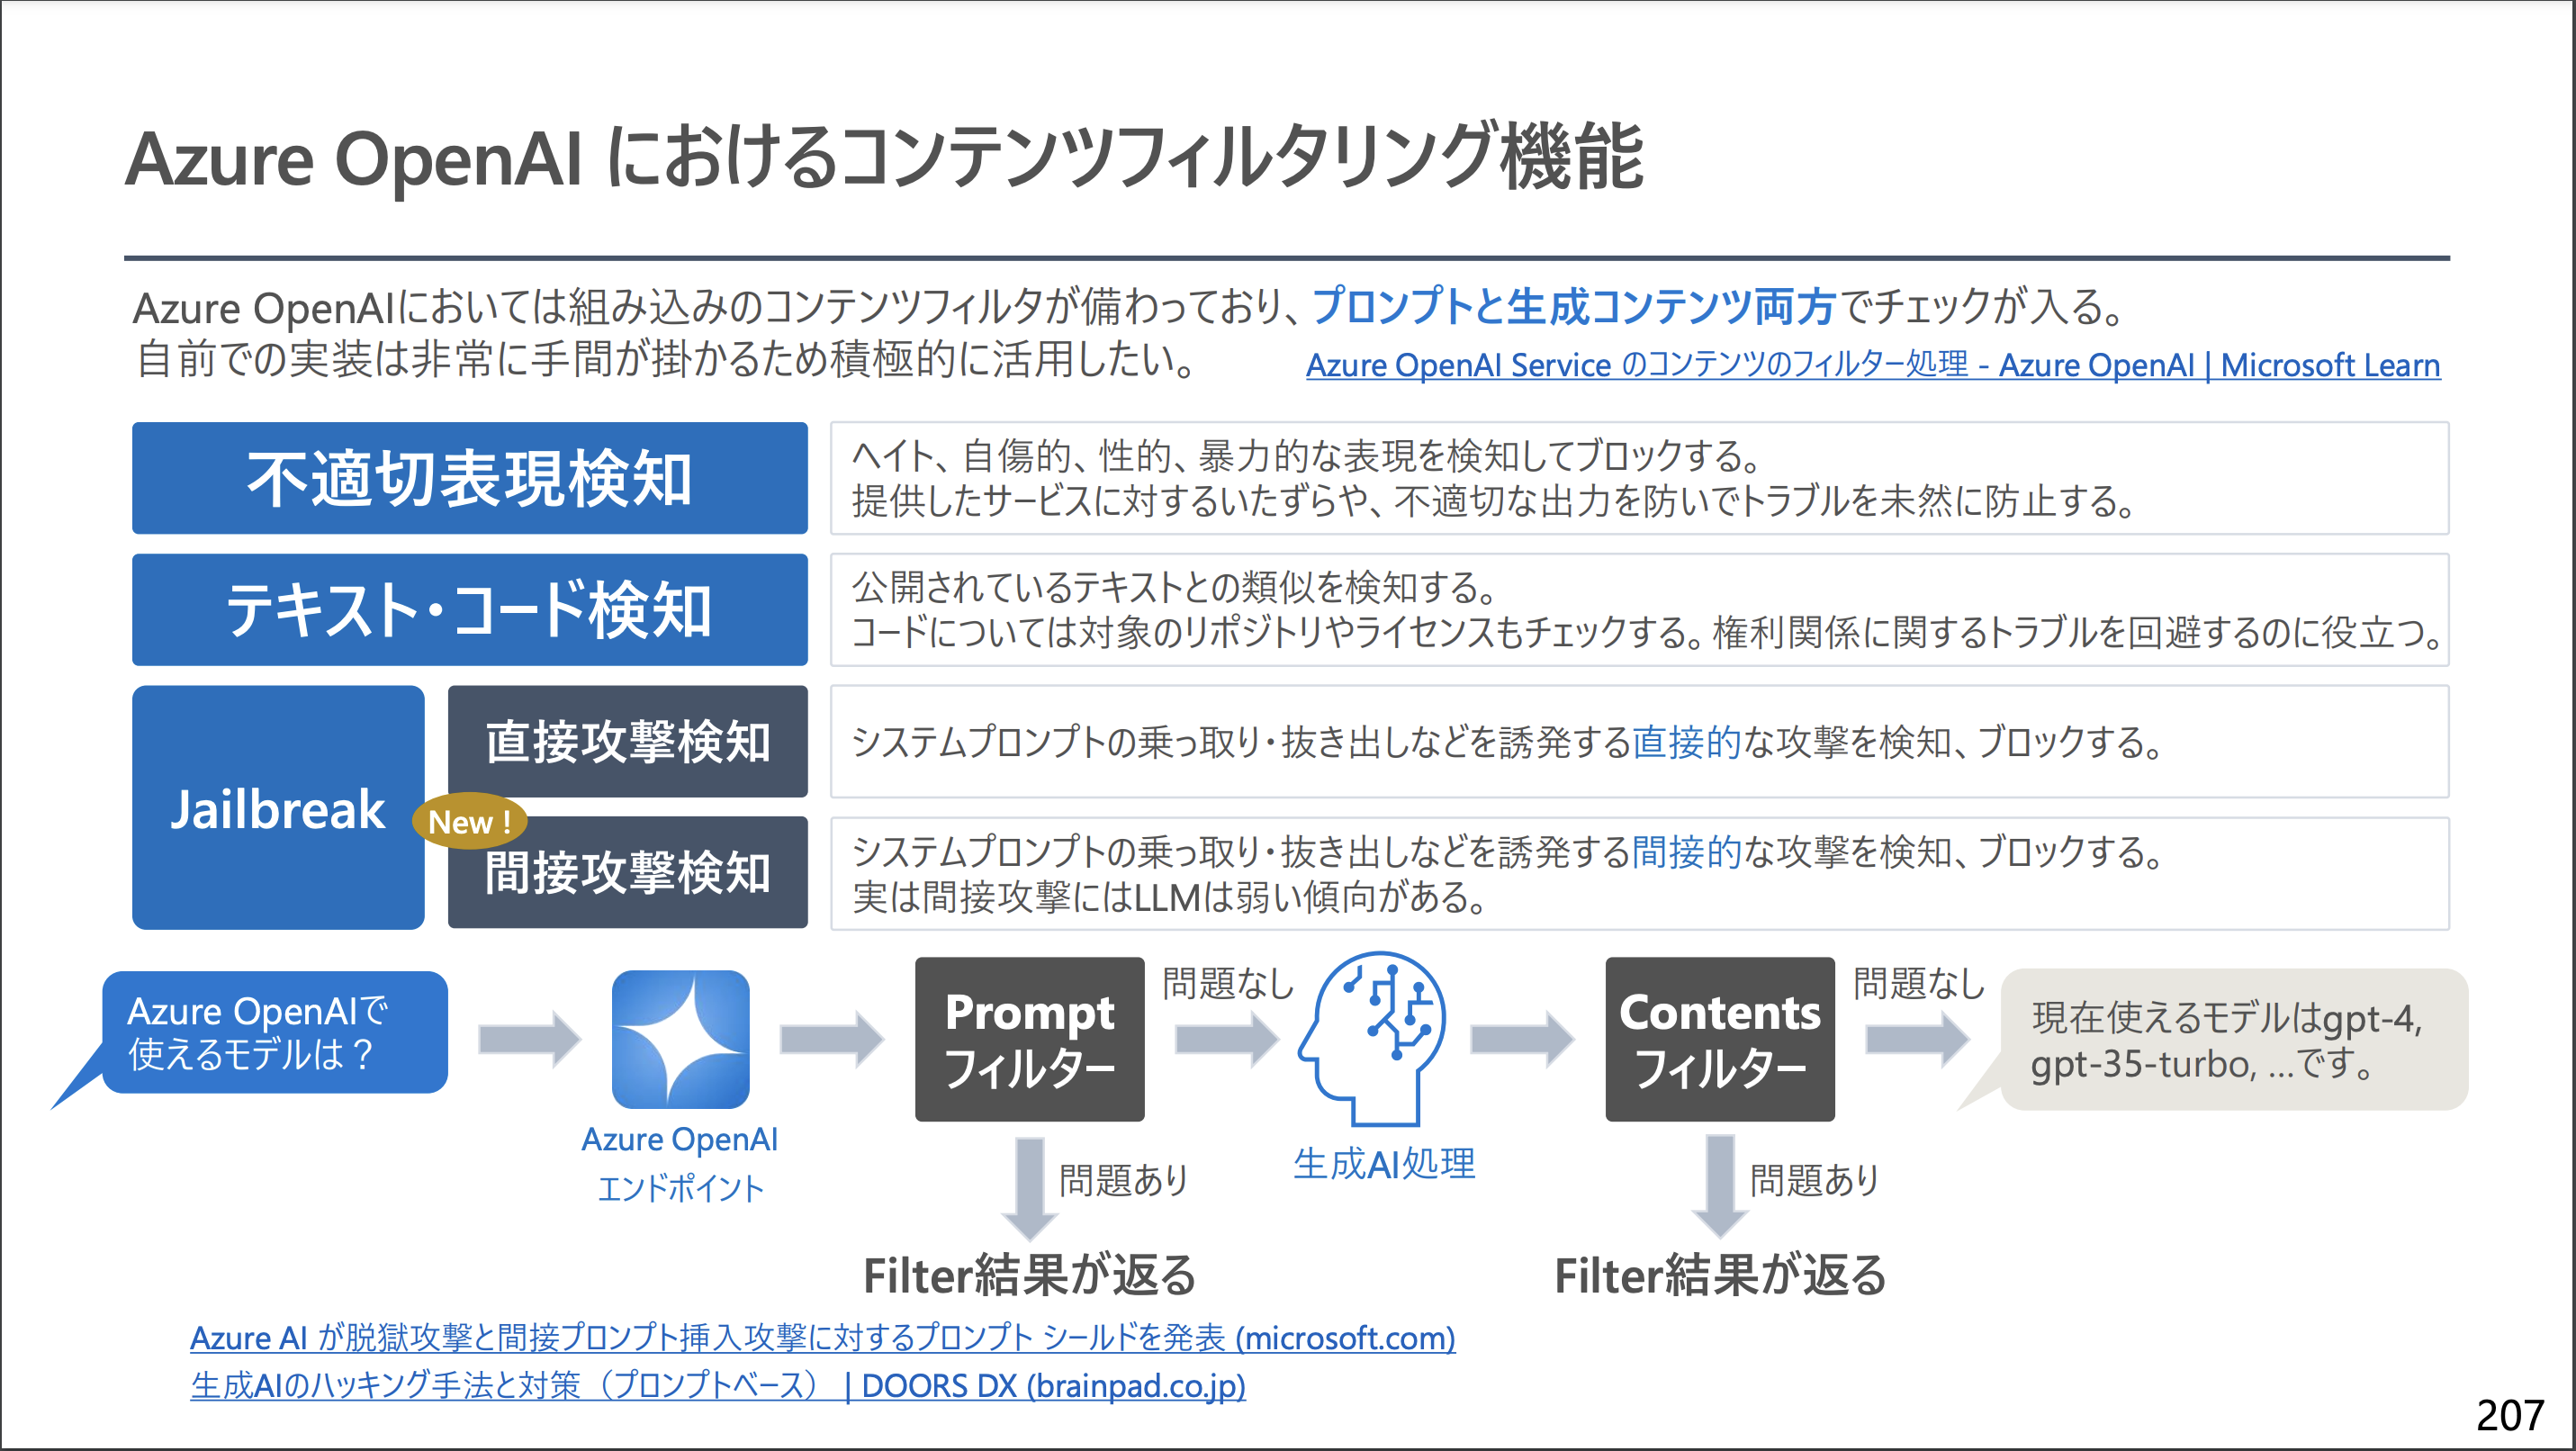 Azure OpenAI におけるコンテンツフィルタリング機能
Azure OpenAIにおいては組み込みのコンテンツフィルタが備わっており、プロンプトと生成コンテンツ両方でチェックが入る。
自前での実装は非常に手間が掛かるため積極的に活用したい。
Azure OpenAI Service のコンテンツのフィルター処理 - Azure OpenAI | Microsoft Learn
不適切表現検知
ヘイト、自傷的、性的、暴力的な表現を検知してブロックする。
提供したサービスに対するいたずらや、不適切な出力を防いでトラブルを未然に防止する。
テキスト・コード検知
公開されているテキストとの類似を検知する。
コードについては対象のリポジトリやライセンスもチェックする。権利関係に関するトラブルを回避するのに役立つ。
Jailbreak
直接攻撃検知
システムプロンプトの乗っ取り・抜き出しなどを誘発する直接的な攻撃を検知、ブロックする。
New !
間接攻撃検知
システムプロンプトの乗っ取り・抜き出しなどを誘発する間接的な攻撃を検知、ブロックする。
実は間接攻撃にはLLMは弱い傾向がある。
Azure OpenAIで
使えるモデルは？
Azure OpenAI
エンドポイント
Prompt
フィルター
問題なし
問題あり
Filter結果が返る
生成AI処理
Contents
フィルター
問題なし
問題あり
Filter結果が返る
現在使えるモデルはgpt-4,
gpt-35-turbo, …です。
Azure AI が脱獄攻撃と間接プロンプト挿入攻撃に対するプロンプト シールドを発表 (microsoft.com)
生成AIのハッキング手法と対策（プロンプトベース） | DOORS DX (brainpad.co.jp)
207